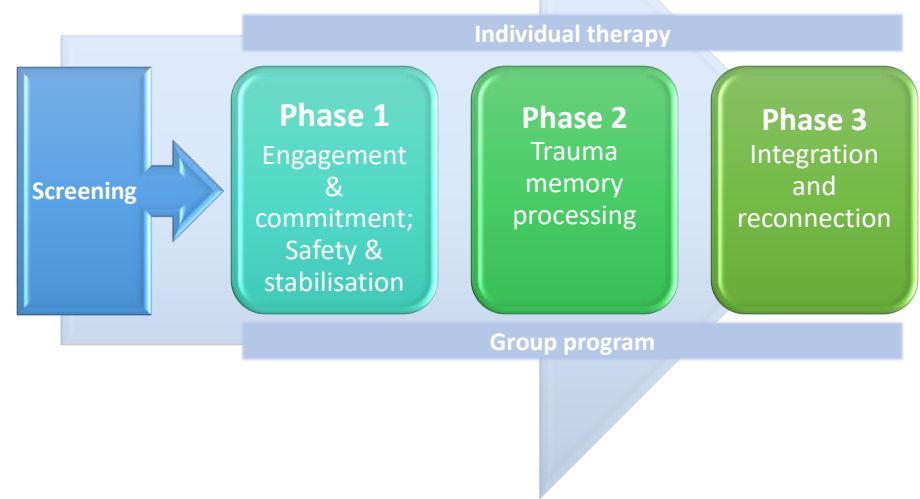 Individual therapy
Screening
Phase 1
Engagement
&
commitment;
Safety &
stabilisation
Phase 2
Trauma
memory
processing
Phase 3
Integration
and
reconnection
Group program